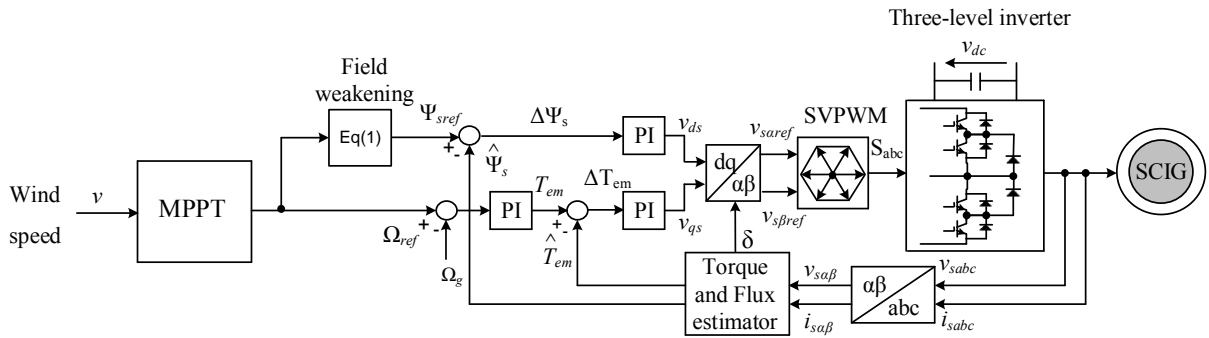 Three-level inverter
v_dc
Field
weakening
Ψ_sref
Eq(1)
+ -
ΔΨ_s
PI
v_ds
Ψ̂_s
dq
αβ
v_sαref
v_sβref
SVPWM
S_abc
SCIG
Wind
speed
v
MPPT
Ω_ref
+ -
Ω_g
PI
T_em
+ -
T̂_em
ΔT_em
PI
v_qs
δ
Torque
and Flux
estimator
v_sαβ
i_sαβ
αβ
abc
v_sabc
i_sabc